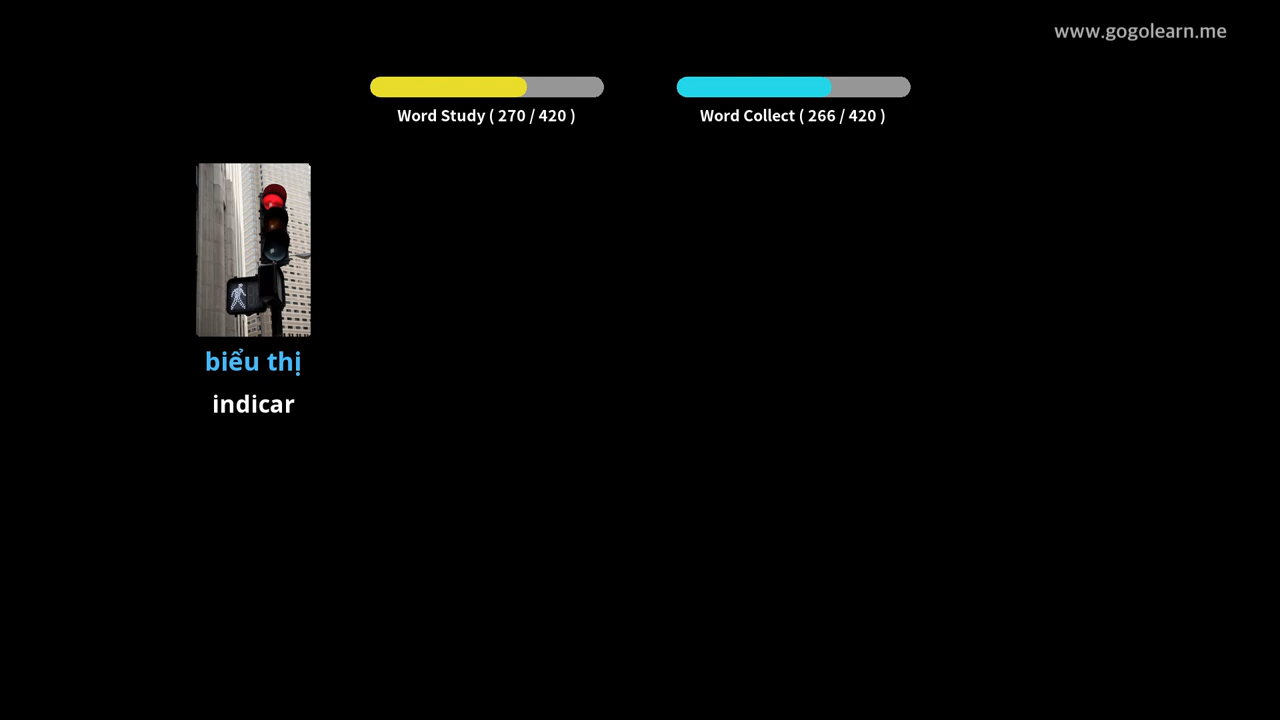 www.gogolearn.me
Word Study ( 270 / 420 )
Word Collect ( 266 / 420 )
biểu thị
indicar